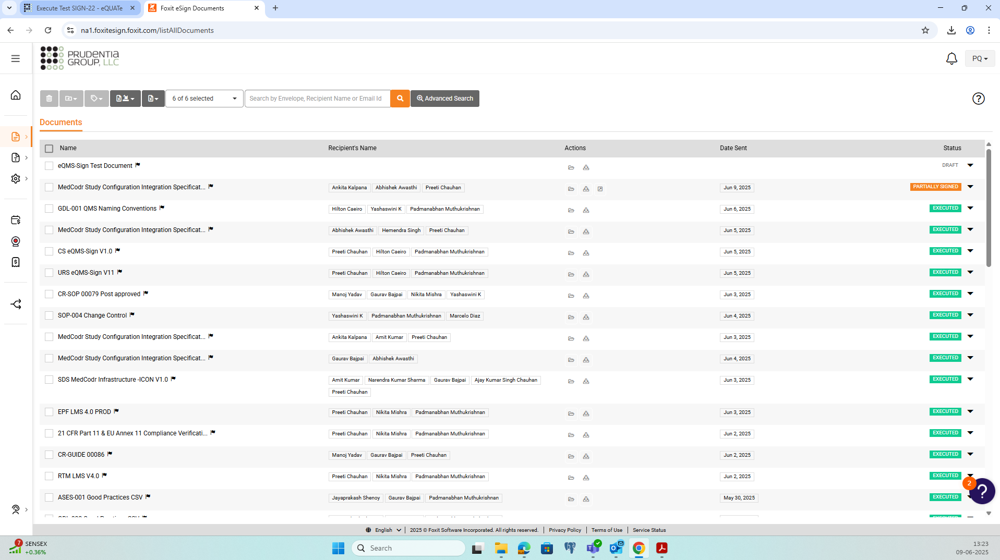 Execute Test SIGN-22 - eQUATe
Foxit eSign Documents
na1.foxitesign.foxit.com/listAllDocuments
PRUDENTIA
GROUP, LLC
PQ
6 of 6 selected
Search by Envelope, Recipient Name or Email Id
Advanced Search
Documents
Name Recipient's Name Actions Date Sent Status
eQMS-Sign Test Document DRAFT
MedCodr Study Configuration Integration Specificat... Ankita Kalpana Abhishek Awasthi Preeti Chauhan Jun 9, 2025 PARTIALLY SIGNED
GDL-001 QMS Naming Conventions Hilton Caeiro Yashaswini K Padmanabhan Muthukrishnan Jun 6, 2025 EXECUTED
MedCodr Study Configuration Integration Specificat... Abhishek Awasthi Hemendra Singh Preeti Chauhan Jun 5, 2025 EXECUTED
CS eQMS-Sign V1.0 Preeti Chauhan Hilton Caeiro Padmanabhan Muthukrishnan Jun 5, 2025 EXECUTED
URS eQMS-Sign V11 Preeti Chauhan Hilton Caeiro Padmanabhan Muthukrishnan Jun 5, 2025 EXECUTED
CR-SOP 00079 Post approved Manoj Yadav Gaurav Bajpai Nikita Mishra Yashaswini K Jun 3, 2025 EXECUTED
SOP-004 Change Control Yashaswini K Padmanabhan Muthukrishnan Marcelo Diaz Jun 4, 2025 EXECUTED
MedCodr Study Configuration Integration Specificat... Ankita Kalpana Amit Kumar Preeti Chauhan Jun 3, 2025 EXECUTED
MedCodr Study Configuration Integration Specificat... Gaurav Bajpai Abhishek Awasthi Jun 4, 2025 EXECUTED
SDS MedCodr Infrastructure -ICON V1.0 Amit Kumar Narendra Kumar Sharma Gaurav Bajpai Ajay Kumar Singh Chauhan Jun 3, 2025 EXECUTED
Preeti Chauhan
EPF LMS 4.0 PROD Preeti Chauhan Nikita Mishra Padmanabhan Muthukrishnan Jun 3, 2025 EXECUTED
21 CFR Part 11 & EU Annex 11 Compliance Verificati... Preeti Chauhan Nikita Mishra Padmanabhan Muthukrishnan Jun 2, 2025 EXECUTED
CR-GUIDE 00086 Manoj Yadav Gaurav Bajpai Preeti Chauhan Jun 2, 2025 EXECUTED
RTM LMS V4.0 Preeti Chauhan Nikita Mishra Padmanabhan Muthukrishnan Jun 2, 2025 EXECUTED
2
ASES-001 Good Practices CSV Jayaprakash Shenoy Gaurav Bajpai Padmanabhan Muthukrishnan May 30, 2025 EXECUTED
English 2025 © Foxit Software Incorporated. All rights reserved. Privacy Policy Terms of Use Service Status
7
SENSEX
+0.36%
Search
13:23
09-06-2025